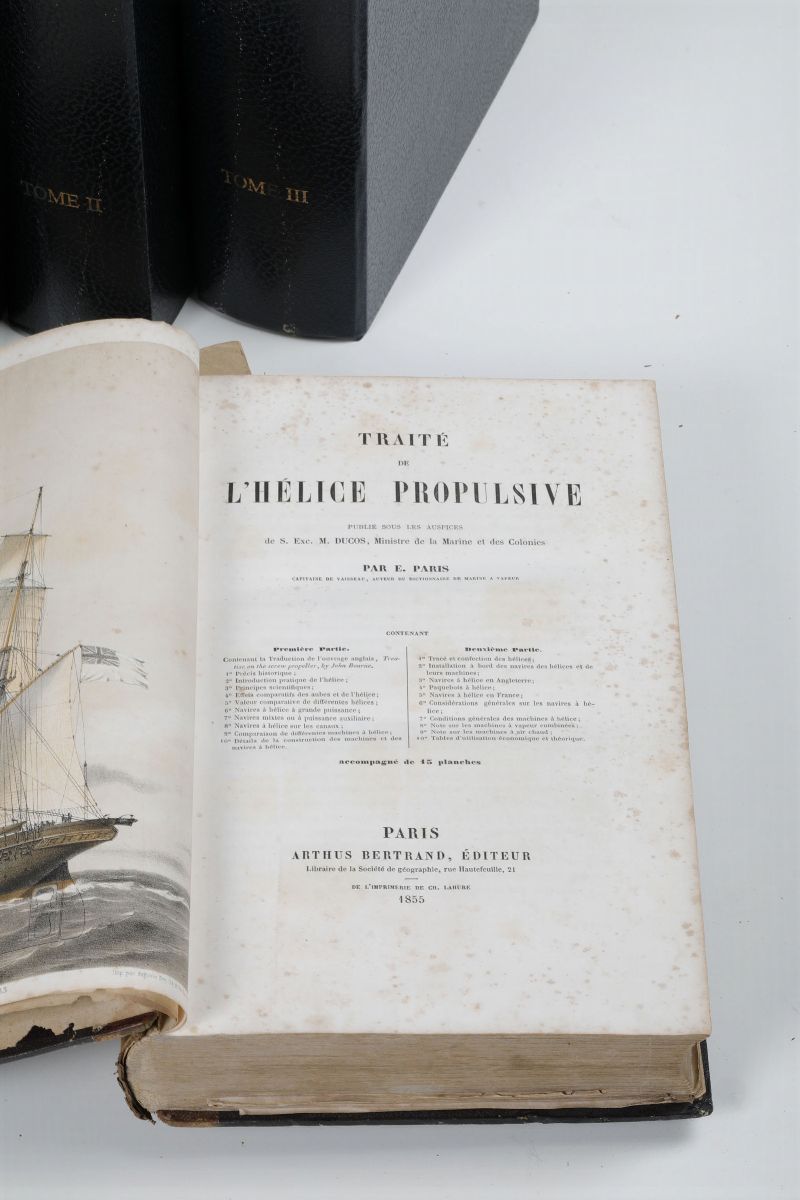 TOME II
TOME III
TRAITÉ
DE
L'HÉLICE PROPULSIVE
PUBLIÉ SOUS LES AUSPICES
de S. Exc. M. DUCOS, Ministre de la Marine et des Colonies
PAR E. PARIS
CAPITAINE DE VAISSEAU, AUTEUR DU DICTIONNAIRE DE MARINE A VAPEUR
CONTENANT
Première Partie.
Contenant la Traduction de l'ouvrage anglais, Trea-
tise on the screw propeller, by John Bourne.
1° Précis historique;
2° Introduction pratique de l'hélice;
3° Principes scientifiques;
4° Effets comparatifs des aubes et de l'hélice;
5° Valeur comparative de différentes hélices;
6° Navires à hélice à grande puissance;
7° Navires mixtes ou à puissance auxiliaire;
8° Navires à hélice sur les canaux;
9° Comparaison de différentes machines à hélice;
10° Détails de la construction des machines et des
navires à hélice.
Deuxième Partie.
1° Tracé et confection des hélices;
2° Installation à bord des navires des hélices et de
leurs machines;
3° Navires à hélice en Angleterre;
4° Paquebots à hélice;
5° Navires à hélice en France;
6° Considérations générales sur les navires à hé-
lice;
7° Conditions générales des machines à hélice;
8° Note sur les machines à vapeur combinées;
9° Note sur les machines à air chaud;
10° Tables d'utilisation économique et théorique.
accompagné de 15 planches
PARIS
ARTHUS BERTRAND, ÉDITEUR
Libraire de la Société de géographie, rue Hautefeuille, 21
DE L'IMPRIMERIE DE CH. LAHURE
1855
Imp. par Auguste Bry